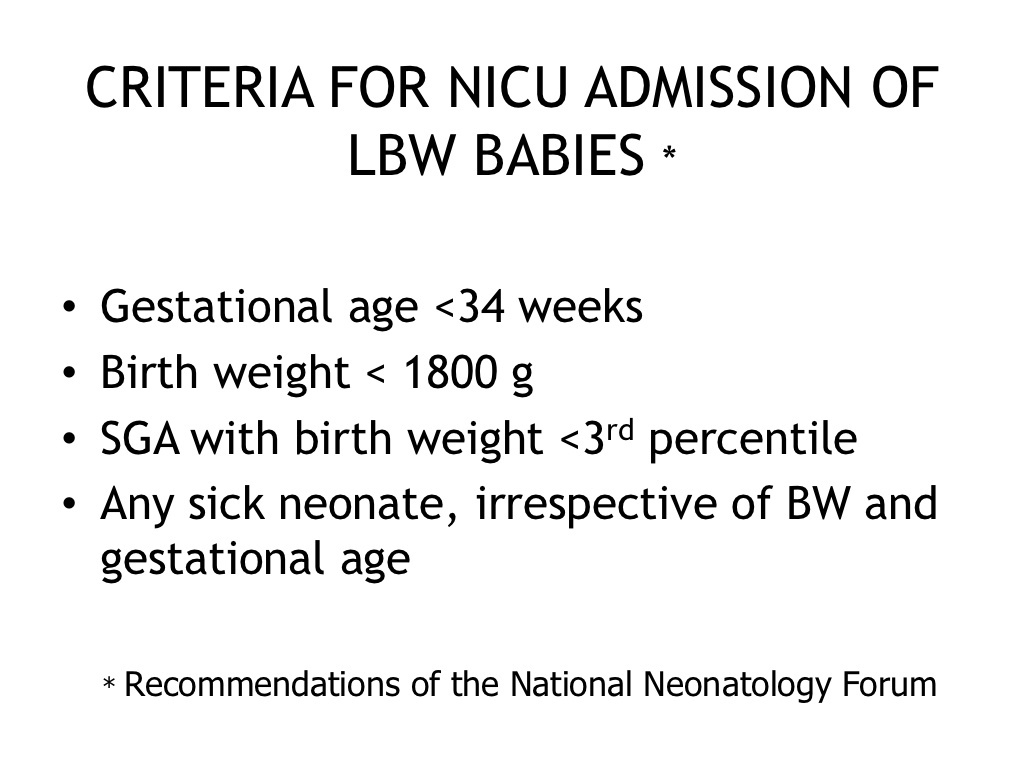 CRITERIA FOR NICU ADMISSION OF
LBW BABIES *
• Gestational age <34 weeks
• Birth weight < 1800 g
• SGA with birth weight <3rd percentile
• Any sick neonate, irrespective of BW and
gestational age
* Recommendations of the National Neonatology Forum